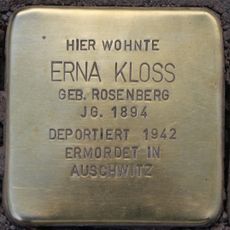 HIER WOHNTE
ERNA KLOSS
GEB. ROSENBERG
JG. 1894
DEPORTIERT 1942
ERMORDET IN
AUSCHWITZ